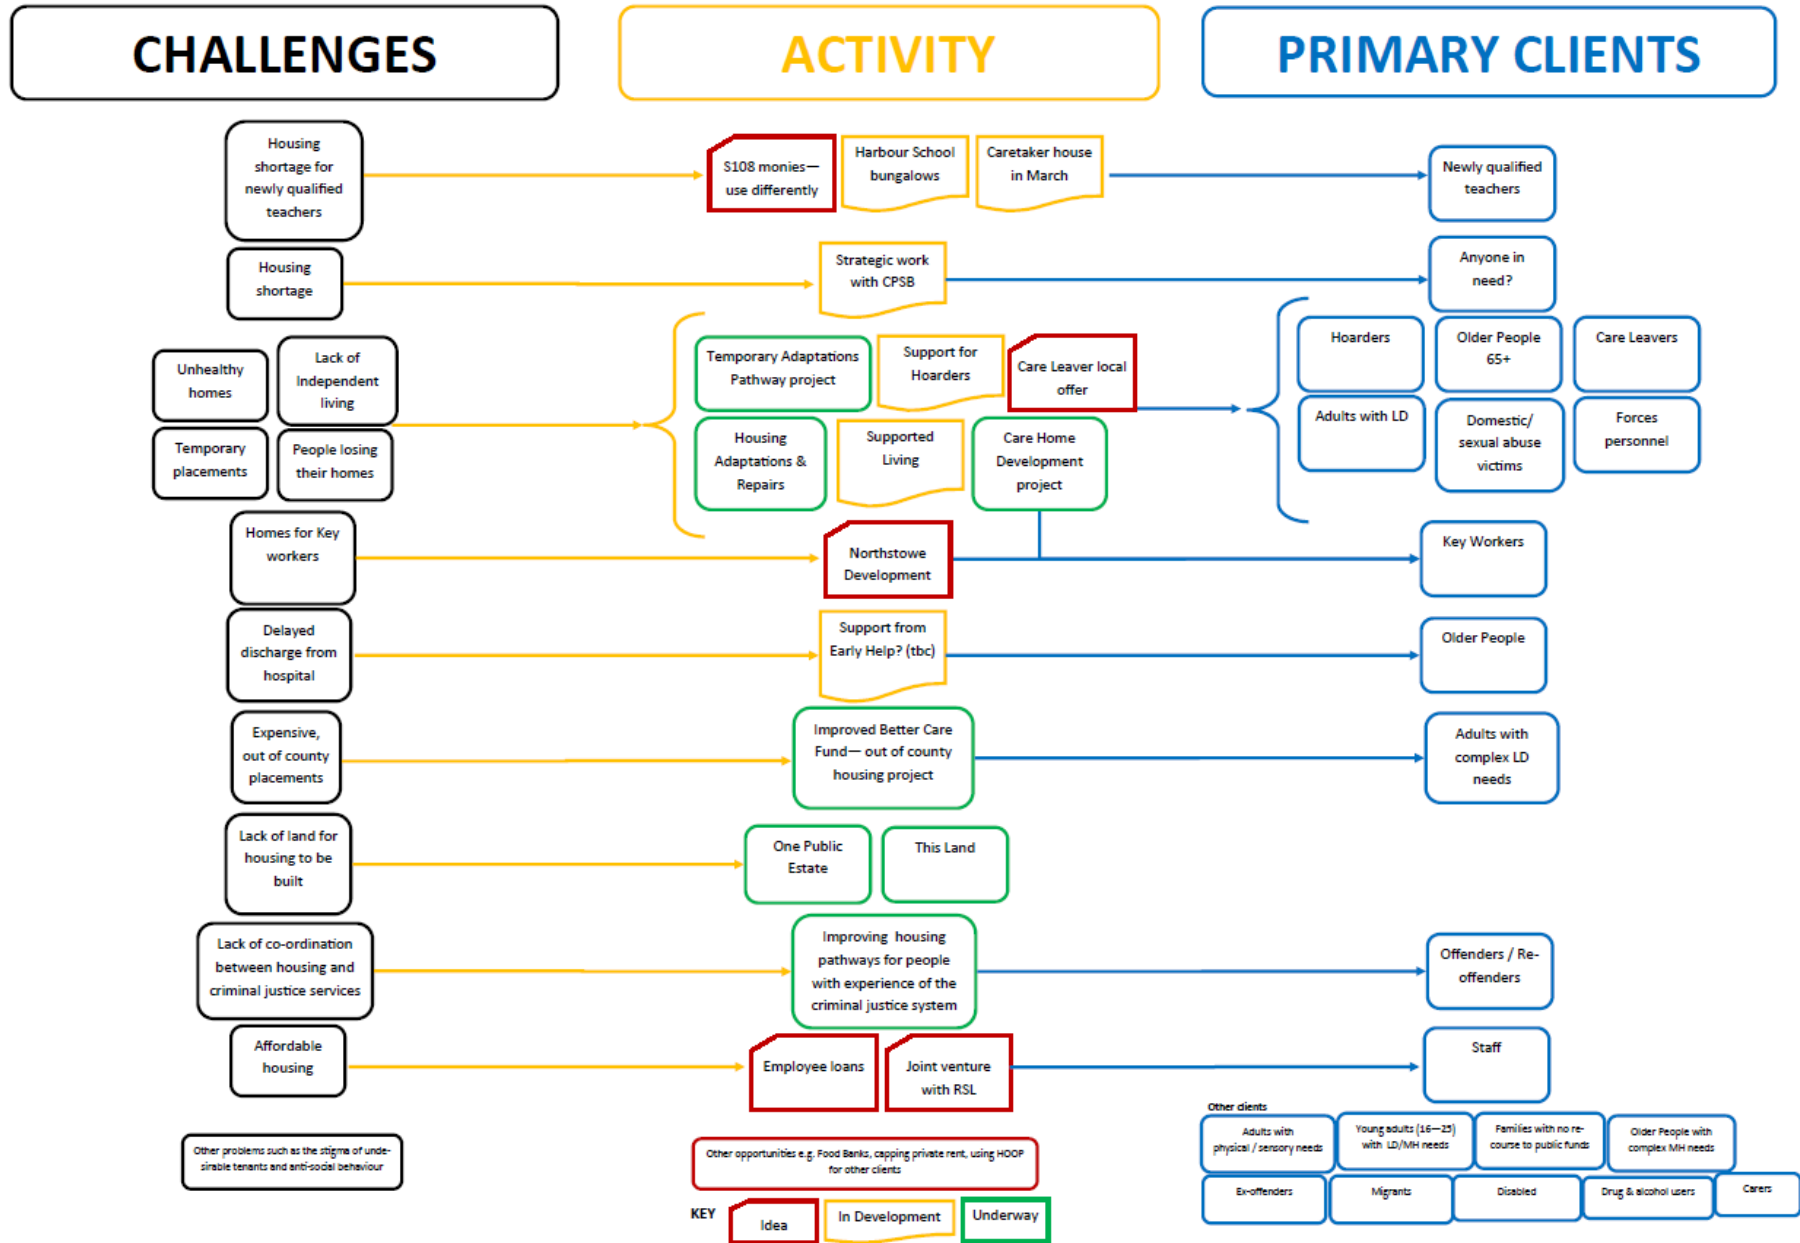 CHALLENGES
ACTIVITY
PRIMARY CLIENTS
Housing
shortage for
newly qualified
teachers
S108 monies—
use differently
Harbour School
bungalows
Caretaker house
in March
Newly qualified
teachers
Housing
shortage
Strategic work
with CPSB
Anyone in
need?
Unhealthy
homes
Lack of
Independent
living
Temporary
placements
People losing
their homes
Temporary Adaptations
Pathway project
Support for
Hoarders
Care Leaver local
offer
Housing
Adaptations &
Repairs
Supported
Living
Care Home
Development
project
Hoarders
Older People
65+
Care Leavers
Adults with LD
Domestic/
sexual abuse
victims
Forces
personnel
Homes for Key
workers
Northstowe
Development
Key Workers
Delayed
discharge from
hospital
Support from
Early Help? (tbc)
Older People
Expensive,
out of county
placements
Improved Better Care
Fund— out of county
housing project
Adults with
complex LD
needs
Lack of land for
housing to be
built
One Public
Estate
This Land
Lack of co-ordination
between housing and
criminal justice services
Improving housing
pathways for people
with experience of the
criminal justice system
Offenders / Re-
offenders
Affordable
housing
Employee loans
Joint venture
with RSL
Staff
Other problems such as the stigma of unde-
sirable tenants and anti-social behaviour
Other opportunities e.g. Food Banks, capping private rent, using HOOP
for other clients
Other clients
Adults with
physical / sensory needs
Young adults (16—25)
with LD/MH needs
Families with no re-
course to public funds
Older People with
complex MH needs
Ex-offenders
Migrants
Disabled
Drug & alcohol users
Carers
KEY
Idea
In Development
Underway